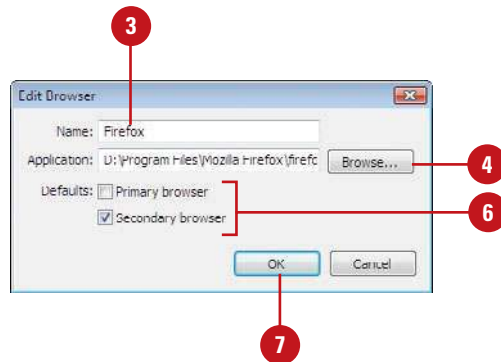 3
Edit Browser
Name: Firefox
Application: D:\Program Files\Mozilla Firefox\firefo Browse... 4
Defaults: Primary browser
Secondary browser
6
OK Cancel
7